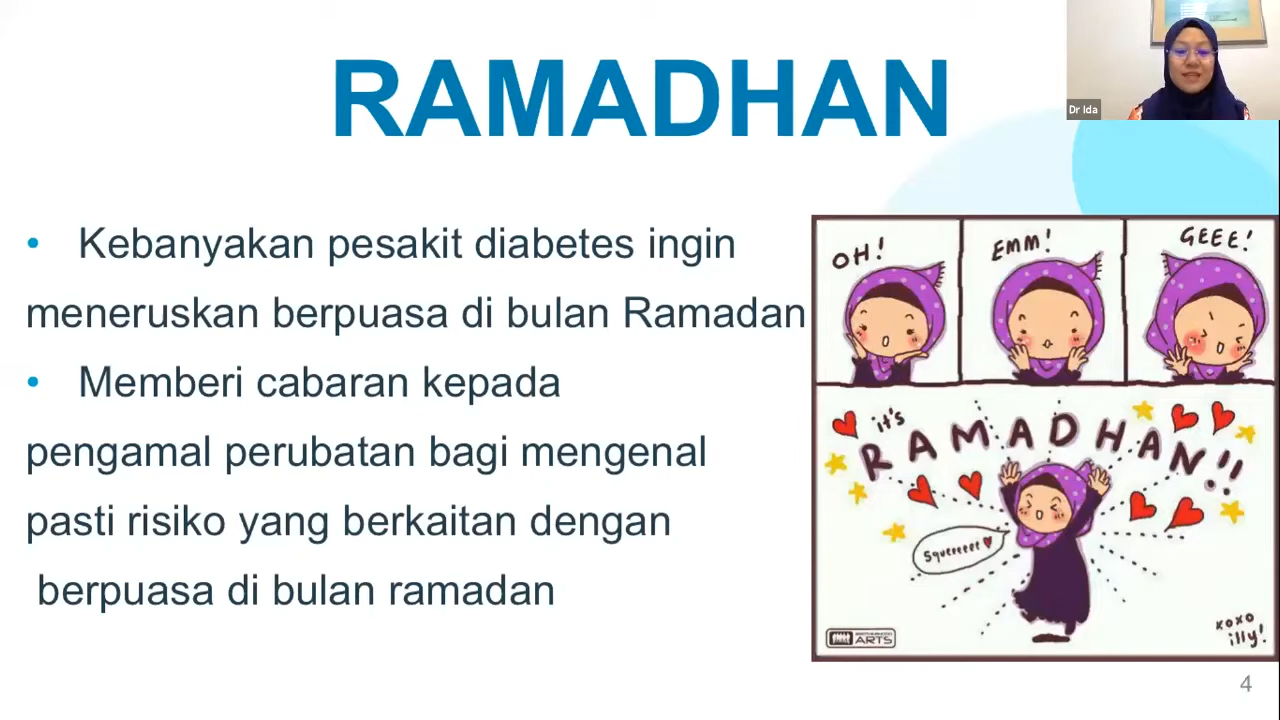 RAMADHAN
Dr Ida
• Kebanyakan pesakit diabetes ingin
meneruskan berpuasa di bulan Ramadan
• Memberi cabaran kepada
pengamal perubatan bagi mengenal
pasti risiko yang berkaitan dengan
berpuasa di bulan ramadan
OH!
EMM!
GEEE!
it's
RAMADHAN!!
Squeeeeee
ARTS
xoxo
illy!
4